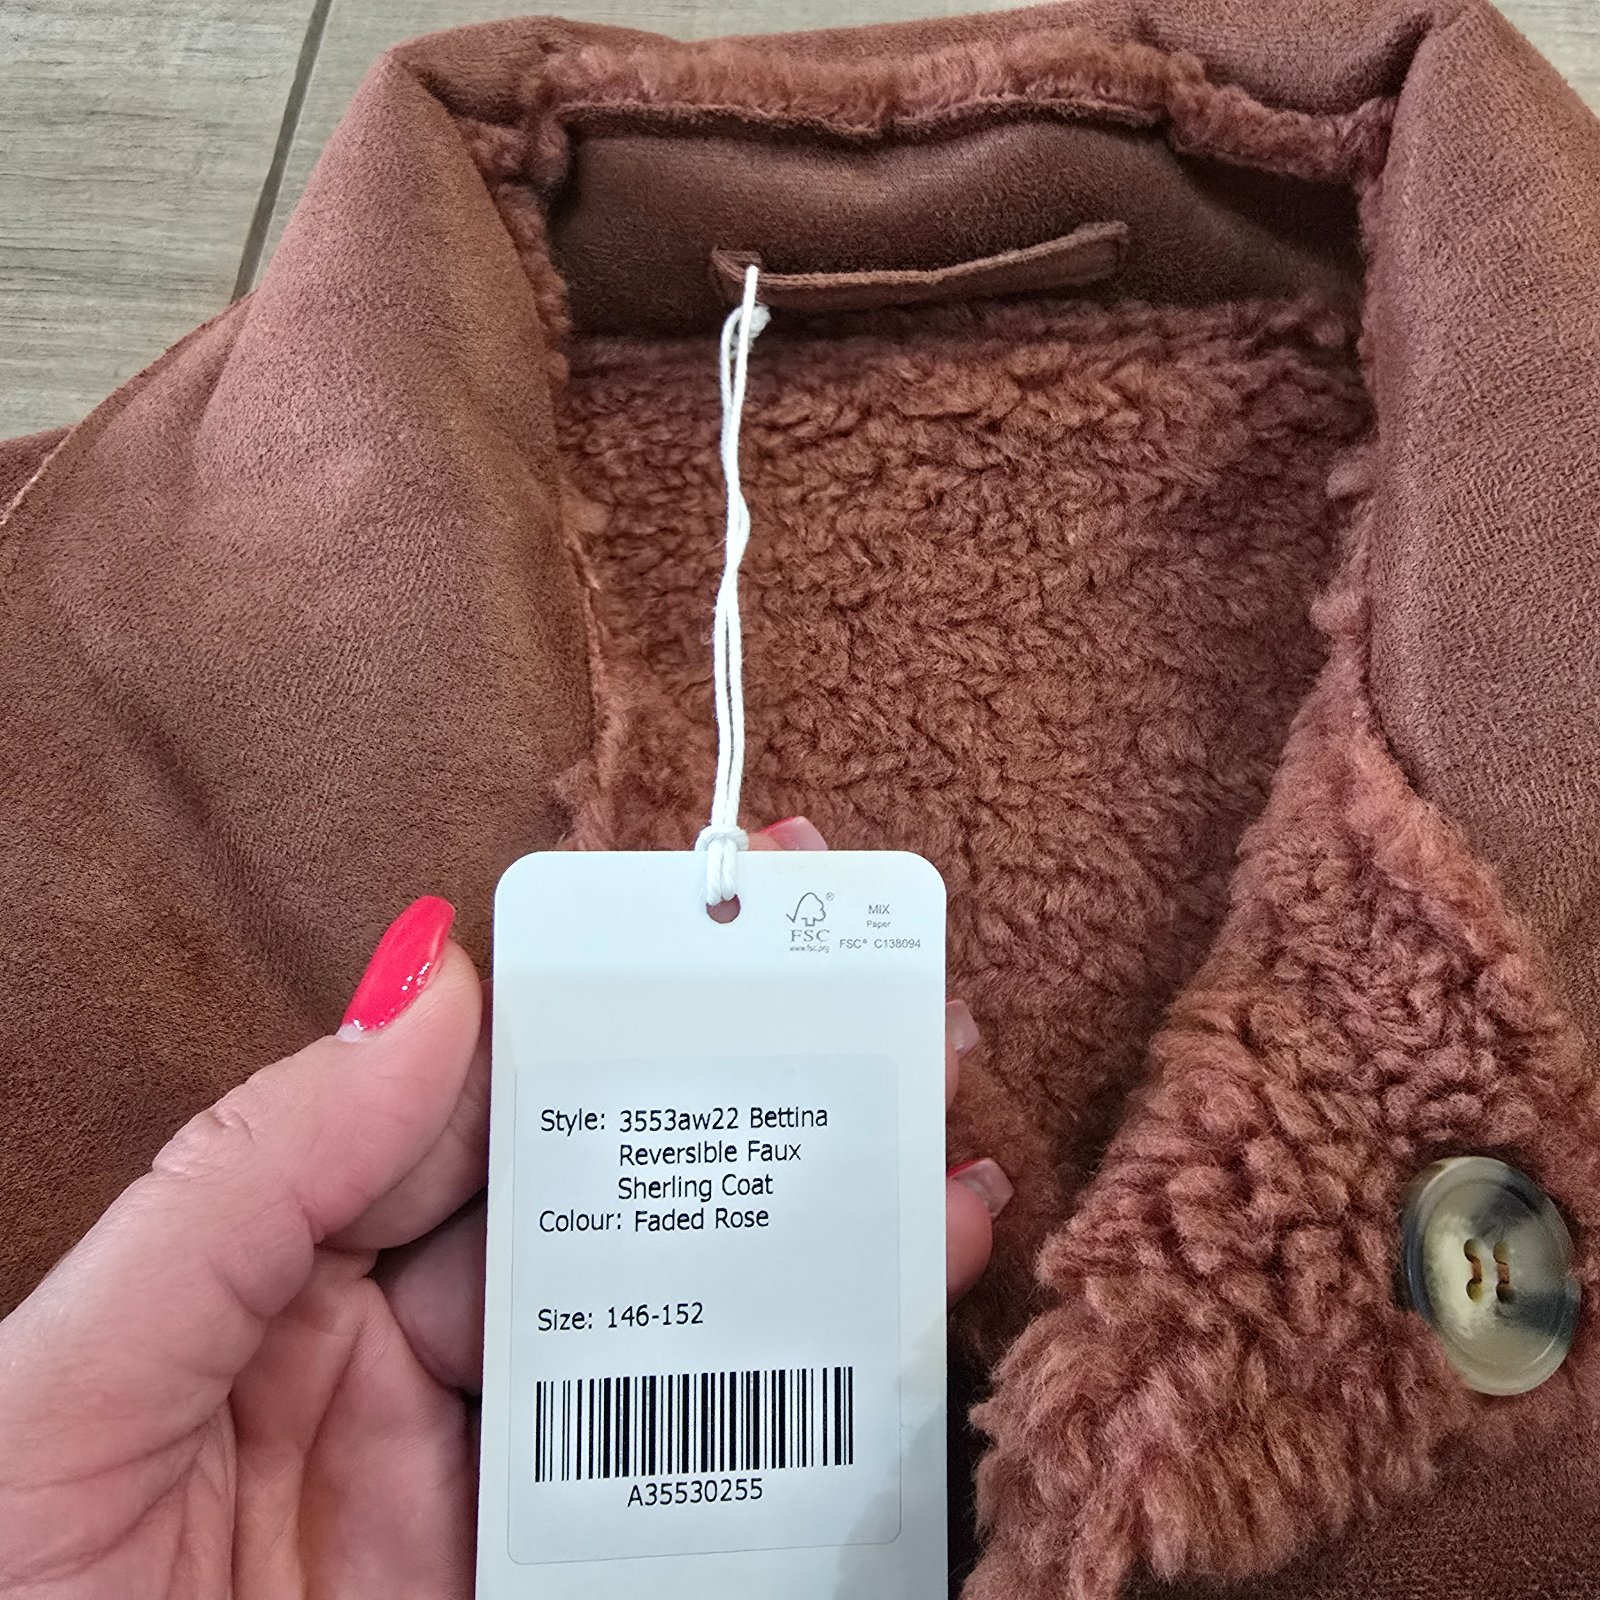 FSC®
www.fsc.org
MIX
Paper
FSC® C138094
Style: 3553aw22 Bettina
Reversible Faux
Sherling Coat
Colour: Faded Rose
Size: 146-152
A35530255